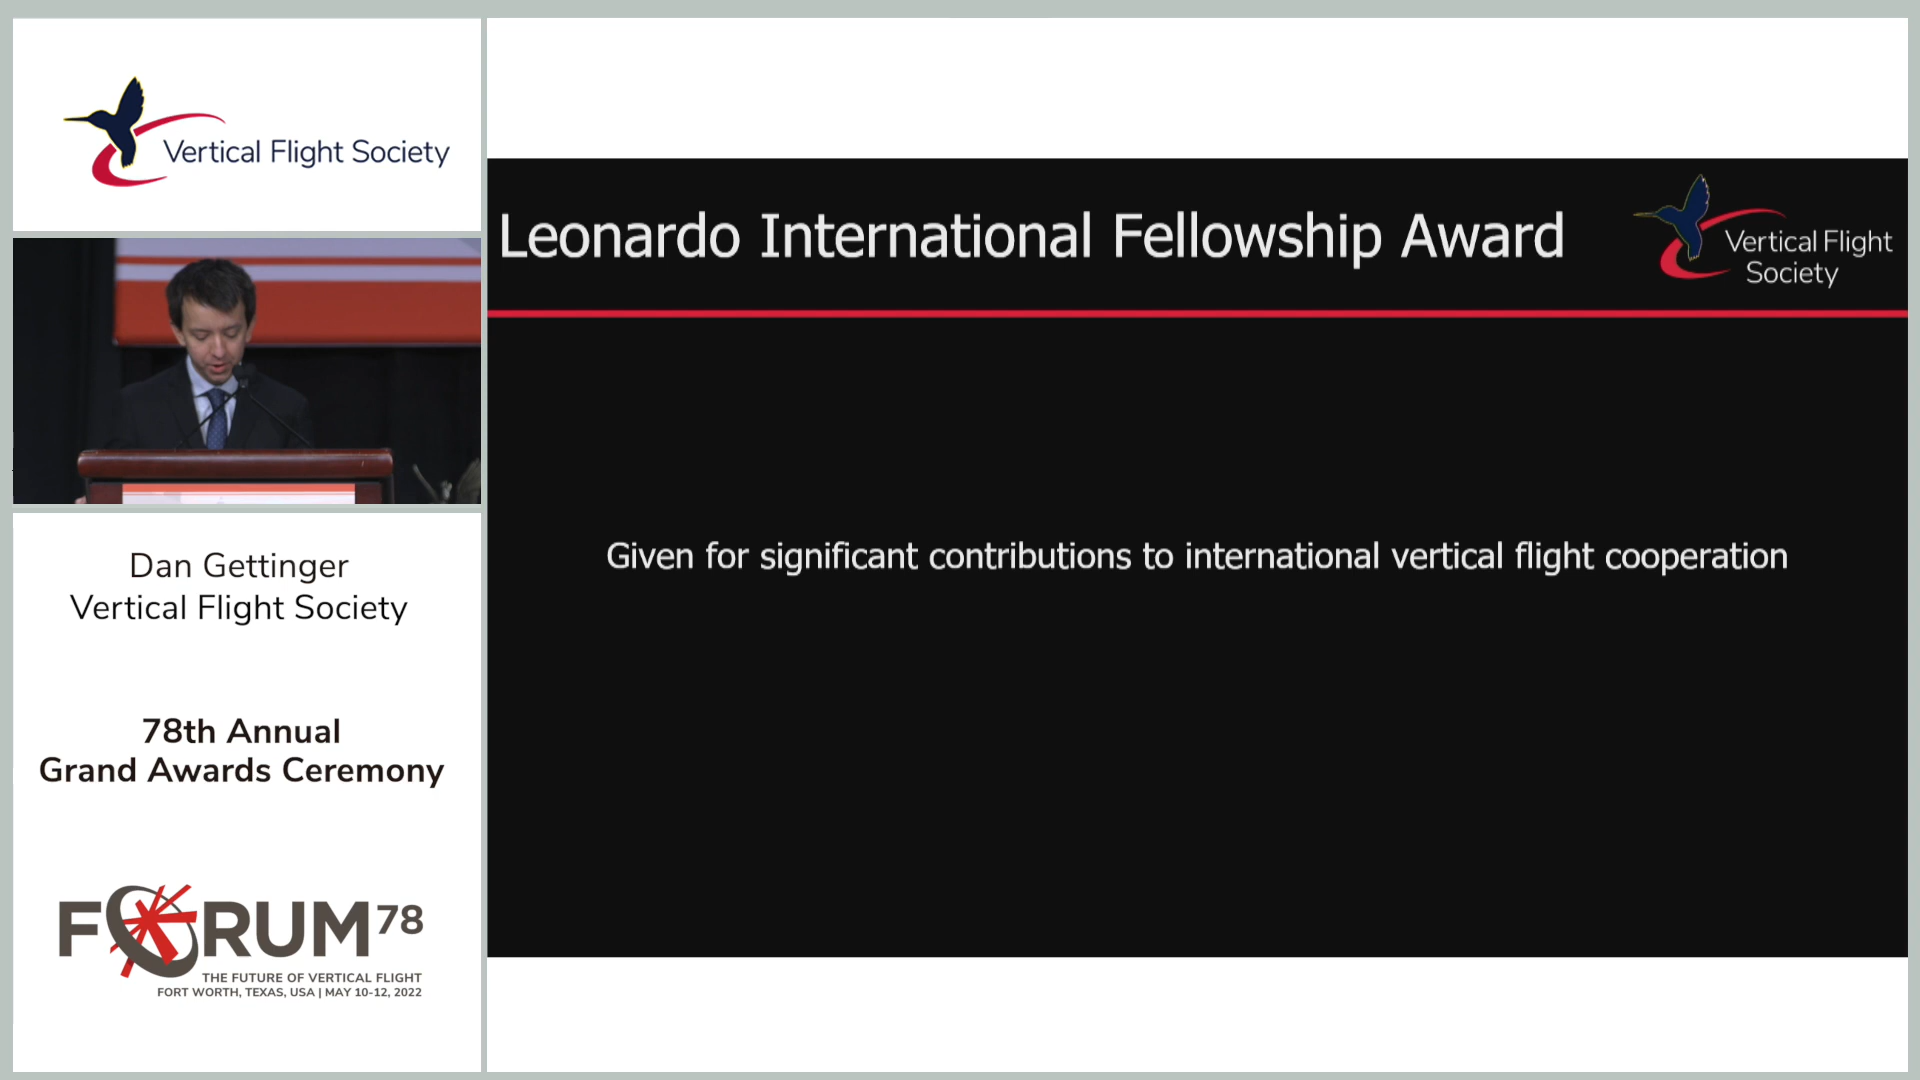 Vertical Flight Society
Dan Gettinger
Vertical Flight Society
78th Annual
Grand Awards Ceremony
FORUM 78
THE FUTURE OF VERTICAL FLIGHT
FORT WORTH, TEXAS, USA | MAY 10-12, 2022
Leonardo International Fellowship Award
Vertical Flight
Society
Given for significant contributions to international vertical flight cooperation